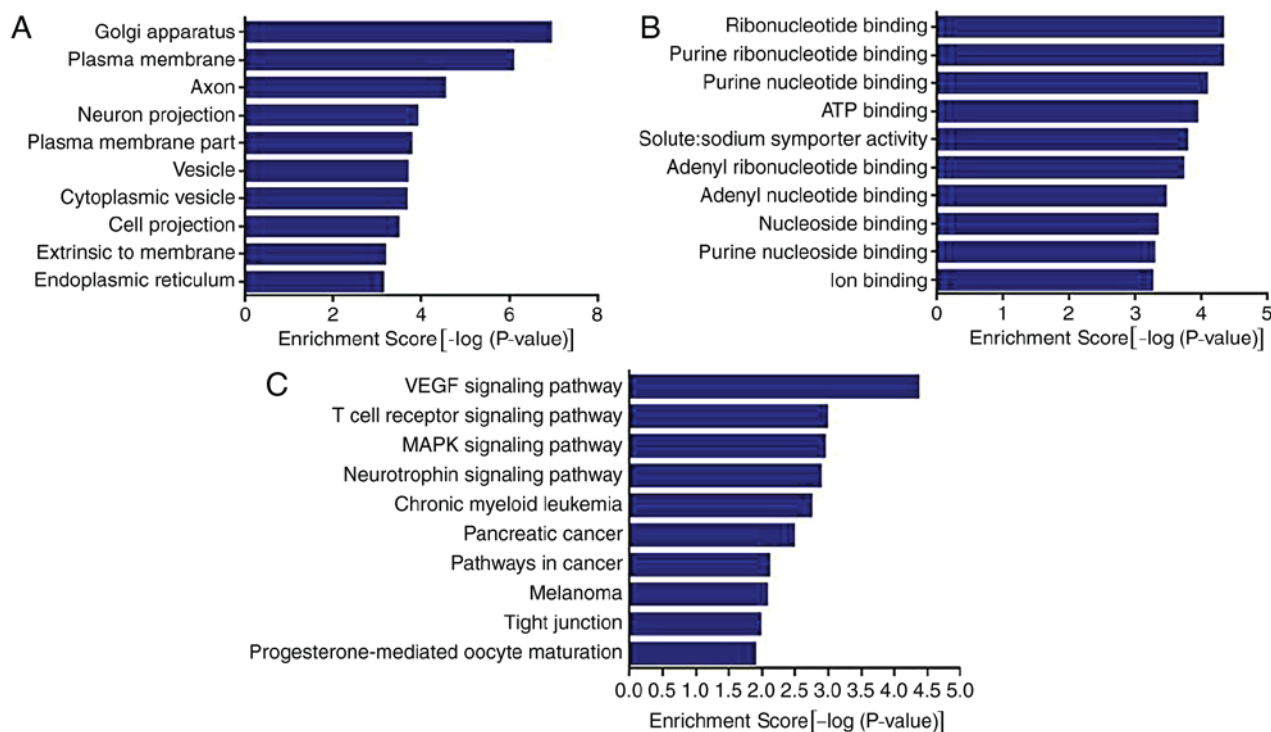 A
Golgi apparatus
Plasma membrane
Axon
Neuron projection
Plasma membrane part
Vesicle
Cytoplasmic vesicle
Cell projection
Extrinsic to membrane
Endoplasmic reticulum
0 2 4 6 8
Enrichment Score [-log (P-value)]
B
Ribonucleotide binding
Purine ribonucleotide binding
Purine nucleotide binding
ATP binding
Solute:sodium symporter activity
Adenyl ribonucleotide binding
Adenyl nucleotide binding
Nucleoside binding
Purine nucleoside binding
Ion binding
0 1 2 3 4 5
Enrichment Score [-log (P-value)]
C
VEGF signaling pathway
T cell receptor signaling pathway
MAPK signaling pathway
Neurotrophin signaling pathway
Chronic myeloid leukemia
Pancreatic cancer
Pathways in cancer
Melanoma
Tight junction
Progesterone-mediated oocyte maturation
0.0 0.5 1.0 1.5 2.0 2.5 3.0 3.5 4.0 4.5 5.0
Enrichment Score [-log (P-value)]